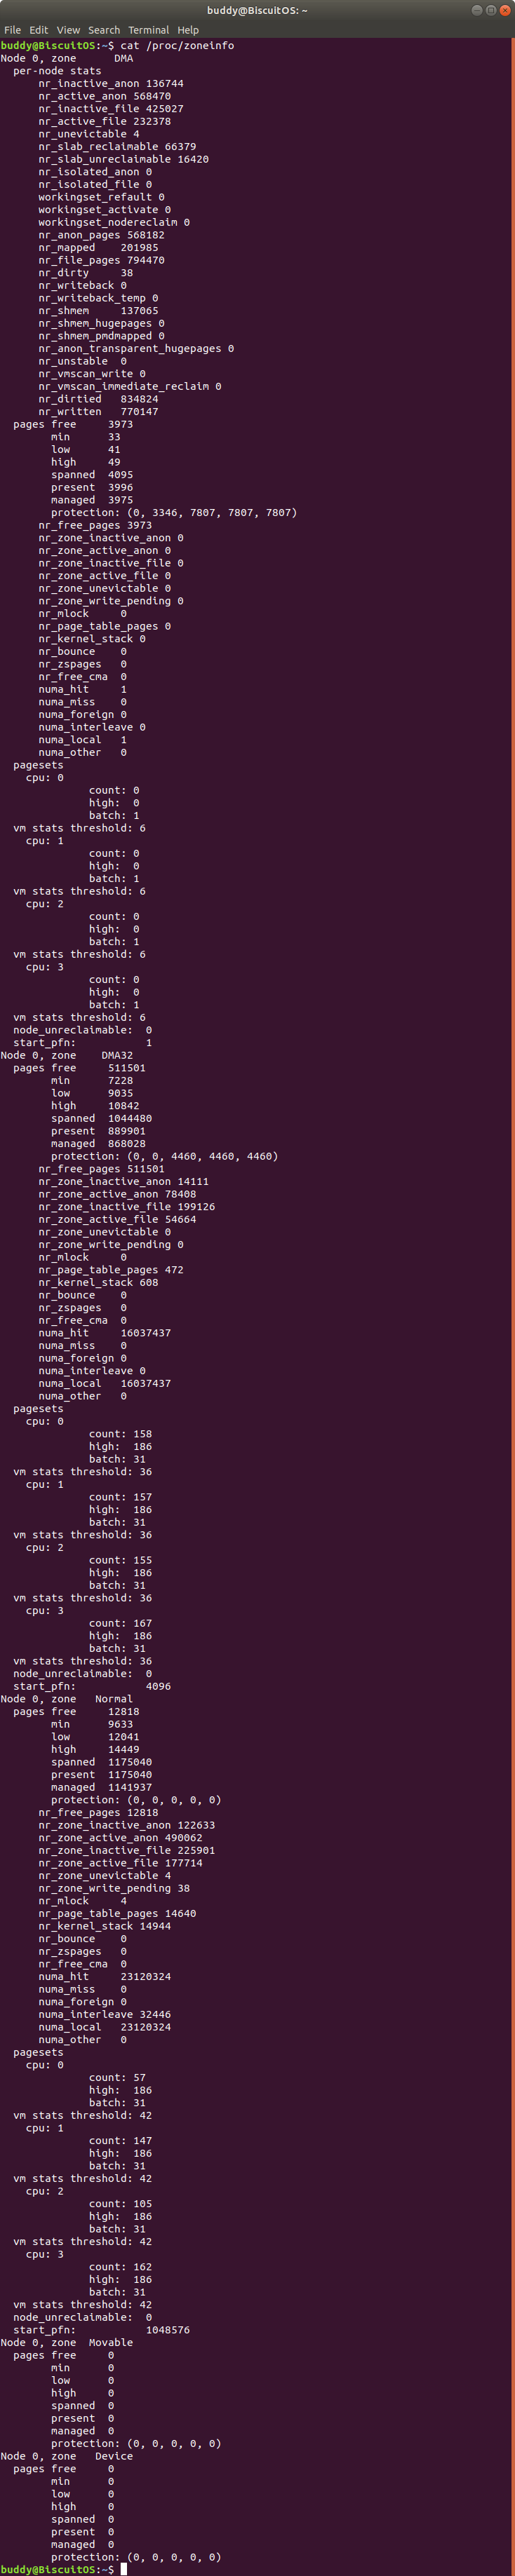 buddy@BiscuitOS: ~
File Edit View Search Terminal Help
buddy@BiscuitOS:~$ cat /proc/zoneinfo
Node 0, zone      DMA
  per-node stats
      nr_inactive_anon 136744
      nr_active_anon 568470
      nr_inactive_file 425027
      nr_active_file 232378
      nr_unevictable 4
      nr_slab_reclaimable 66379
      nr_slab_unreclaimable 16420
      nr_isolated_anon 0
      nr_isolated_file 0
      workingset_refault 0
      workingset_activate 0
      workingset_nodereclaim 0
      nr_anon_pages 568182
      nr_mapped    201985
      nr_file_pages 794470
      nr_dirty     38
      nr_writeback 0
      nr_writeback_temp 0
      nr_shmem     137065
      nr_shmem_hugepages 0
      nr_shmem_pmdmapped 0
      nr_anon_transparent_hugepages 0
      nr_unstable  0
      nr_vmscan_write 0
      nr_vmscan_immediate_reclaim 0
      nr_dirtied   834824
      nr_written   770147
  pages free     3973
        min      33
        low      41
        high     49
        spanned  4095
        present  3996
        managed  3975
        protection: (0, 3346, 7807, 7807, 7807)
      nr_free_pages 3973
      nr_zone_inactive_anon 0
      nr_zone_active_anon 0
      nr_zone_inactive_file 0
      nr_zone_active_file 0
      nr_zone_unevictable 0
      nr_zone_write_pending 0
      nr_mlock     0
      nr_page_table_pages 0
      nr_kernel_stack 0
      nr_bounce    0
      nr_zspages   0
      nr_free_cma  0
      numa_hit     1
      numa_miss    0
      numa_foreign 0
      numa_interleave 0
      numa_local   1
      numa_other   0
  pagesets
    cpu: 0
              count: 0
              high:  0
              batch: 1
  vm stats threshold: 6
    cpu: 1
              count: 0
              high:  0
              batch: 1
  vm stats threshold: 6
    cpu: 2
              count: 0
              high:  0
              batch: 1
  vm stats threshold: 6
    cpu: 3
              count: 0
              high:  0
              batch: 1
  vm stats threshold: 6
  node_unreclaimable:  0
  start_pfn:           1
Node 0, zone    DMA32
  pages free     511501
        min      7228
        low      9035
        high     10842
        spanned  1044480
        present  889901
        managed  868028
        protection: (0, 0, 4460, 4460, 4460)
      nr_free_pages 511501
      nr_zone_inactive_anon 14111
      nr_zone_active_anon 78408
      nr_zone_inactive_file 199126
      nr_zone_active_file 54664
      nr_zone_unevictable 0
      nr_zone_write_pending 0
      nr_mlock     0
      nr_page_table_pages 472
      nr_kernel_stack 608
      nr_bounce    0
      nr_zspages   0
      nr_free_cma  0
      numa_hit     16037437
      numa_miss    0
      numa_foreign 0
      numa_interleave 0
      numa_local   16037437
      numa_other   0
  pagesets
    cpu: 0
              count: 158
              high:  186
              batch: 31
  vm stats threshold: 36
    cpu: 1
              count: 157
              high:  186
              batch: 31
  vm stats threshold: 36
    cpu: 2
              count: 155
              high:  186
              batch: 31
  vm stats threshold: 36
    cpu: 3
              count: 167
              high:  186
              batch: 31
  vm stats threshold: 36
  node_unreclaimable:  0
  start_pfn:           4096
Node 0, zone   Normal
  pages free     12818
        min      9633
        low      12041
        high     14449
        spanned  1175040
        present  1175040
        managed  1141937
        protection: (0, 0, 0, 0, 0)
      nr_free_pages 12818
      nr_zone_inactive_anon 122633
      nr_zone_active_anon 490062
      nr_zone_inactive_file 225901
      nr_zone_active_file 177714
      nr_zone_unevictable 4
      nr_zone_write_pending 38
      nr_mlock     4
      nr_page_table_pages 14640
      nr_kernel_stack 14944
      nr_bounce    0
      nr_zspages   0
      nr_free_cma  0
      numa_hit     23120324
      numa_miss    0
      numa_foreign 0
      numa_interleave 32446
      numa_local   23120324
      numa_other   0
  pagesets
    cpu: 0
              count: 57
              high:  186
              batch: 31
  vm stats threshold: 42
    cpu: 1
              count: 147
              high:  186
              batch: 31
  vm stats threshold: 42
    cpu: 2
              count: 105
              high:  186
              batch: 31
  vm stats threshold: 42
    cpu: 3
              count: 162
              high:  186
              batch: 31
  vm stats threshold: 42
  node_unreclaimable:  0
  start_pfn:           1048576
Node 0, zone  Movable
  pages free     0
        min      0
        low      0
        high     0
        spanned  0
        present  0
        managed  0
        protection: (0, 0, 0, 0, 0)
Node 0, zone   Device
  pages free     0
        min      0
        low      0
        high     0
        spanned  0
        present  0
        managed  0
        protection: (0, 0, 0, 0, 0)
buddy@BiscuitOS:~$